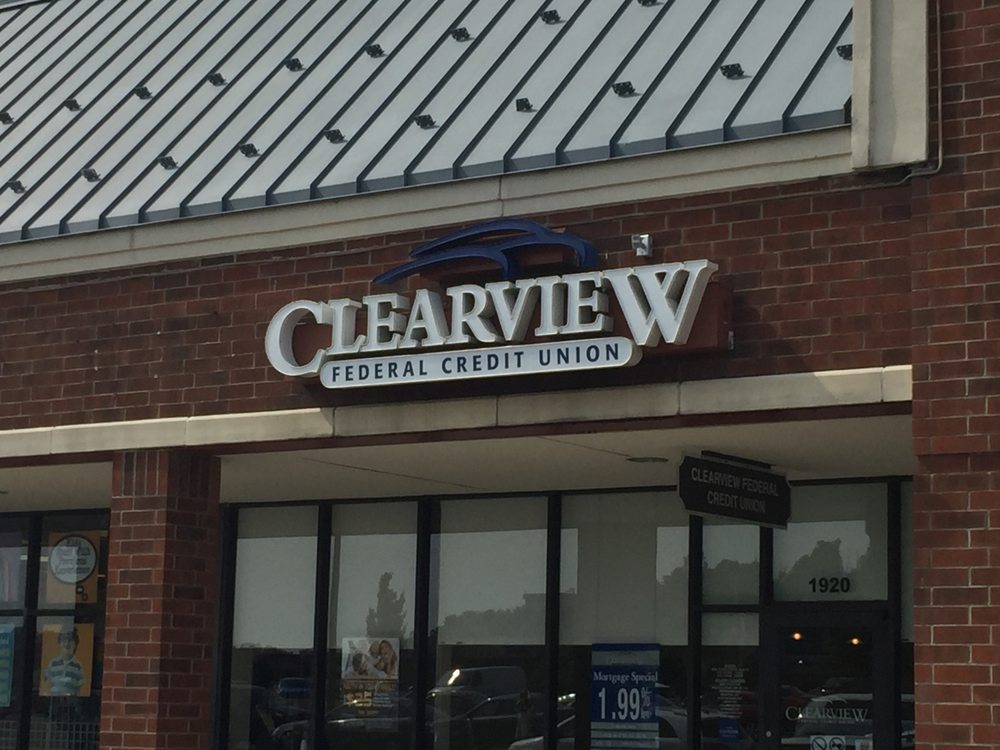 CLEARVIEW
FEDERAL CREDIT UNION
CLEARVIEW FEDERAL
CREDIT UNION
1920
Mortgage Special
1.99%
CLEARVIEW